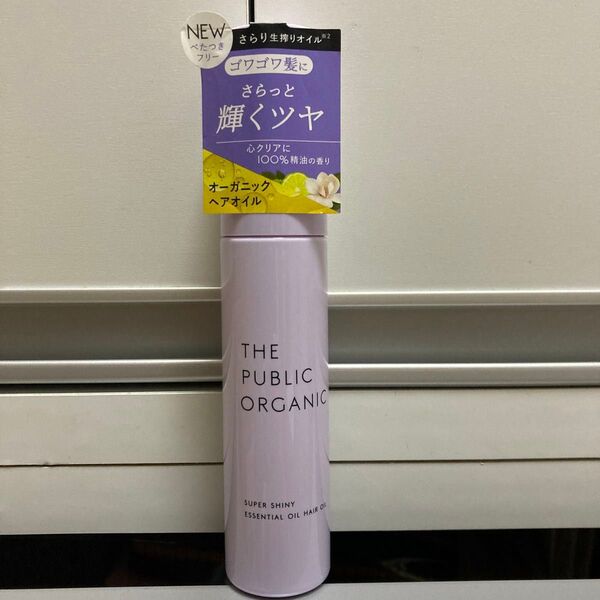 NEW
べたつき
フリー
さらり生搾りオイル※2
ゴワゴワ髪に
さらっと
輝くツヤ
心クリアに
100%精油の香り
オーガニック
ヘアオイル
THE
PUBLIC
ORGANIC
SUPER SHINY
ESSENTIAL OIL HAIR OIL